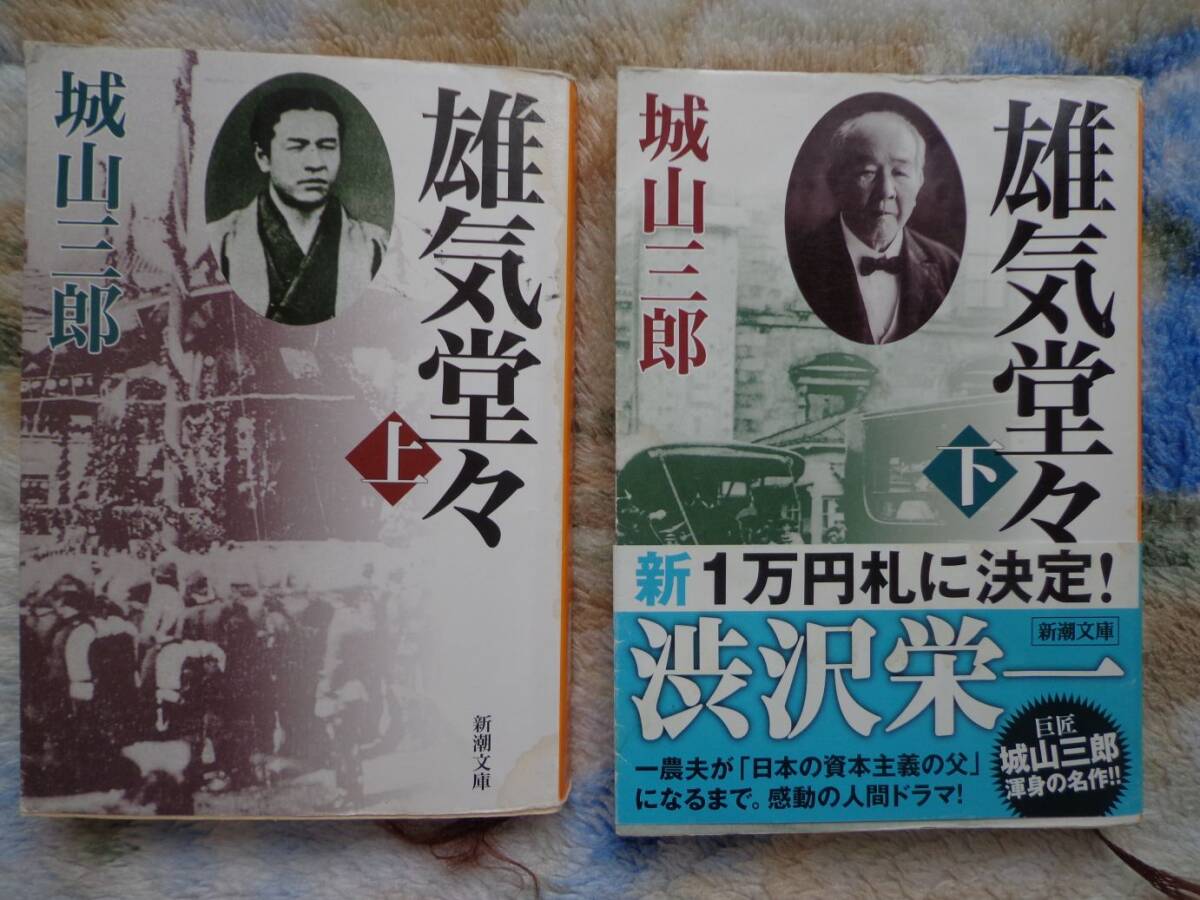 城山三郎
雄気堂々
上
新潮文庫
城山三郎
雄気堂々
下
新1万円札に決定!
渋沢栄一
新潮文庫
一農夫が「日本の資本主義の父」
になるまで。感動の人間ドラマ!
巨匠
城山三郎
渾身の名作!!